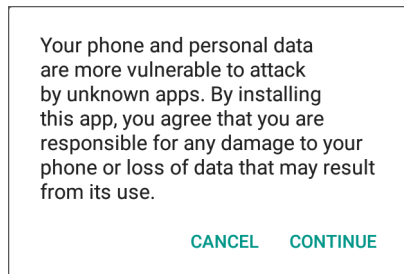 Your phone and personal data
are more vulnerable to attack
by unknown apps. By installing
this app, you agree that you are
responsible for any damage to your
phone or loss of data that may result
from its use.
CANCEL CONTINUE